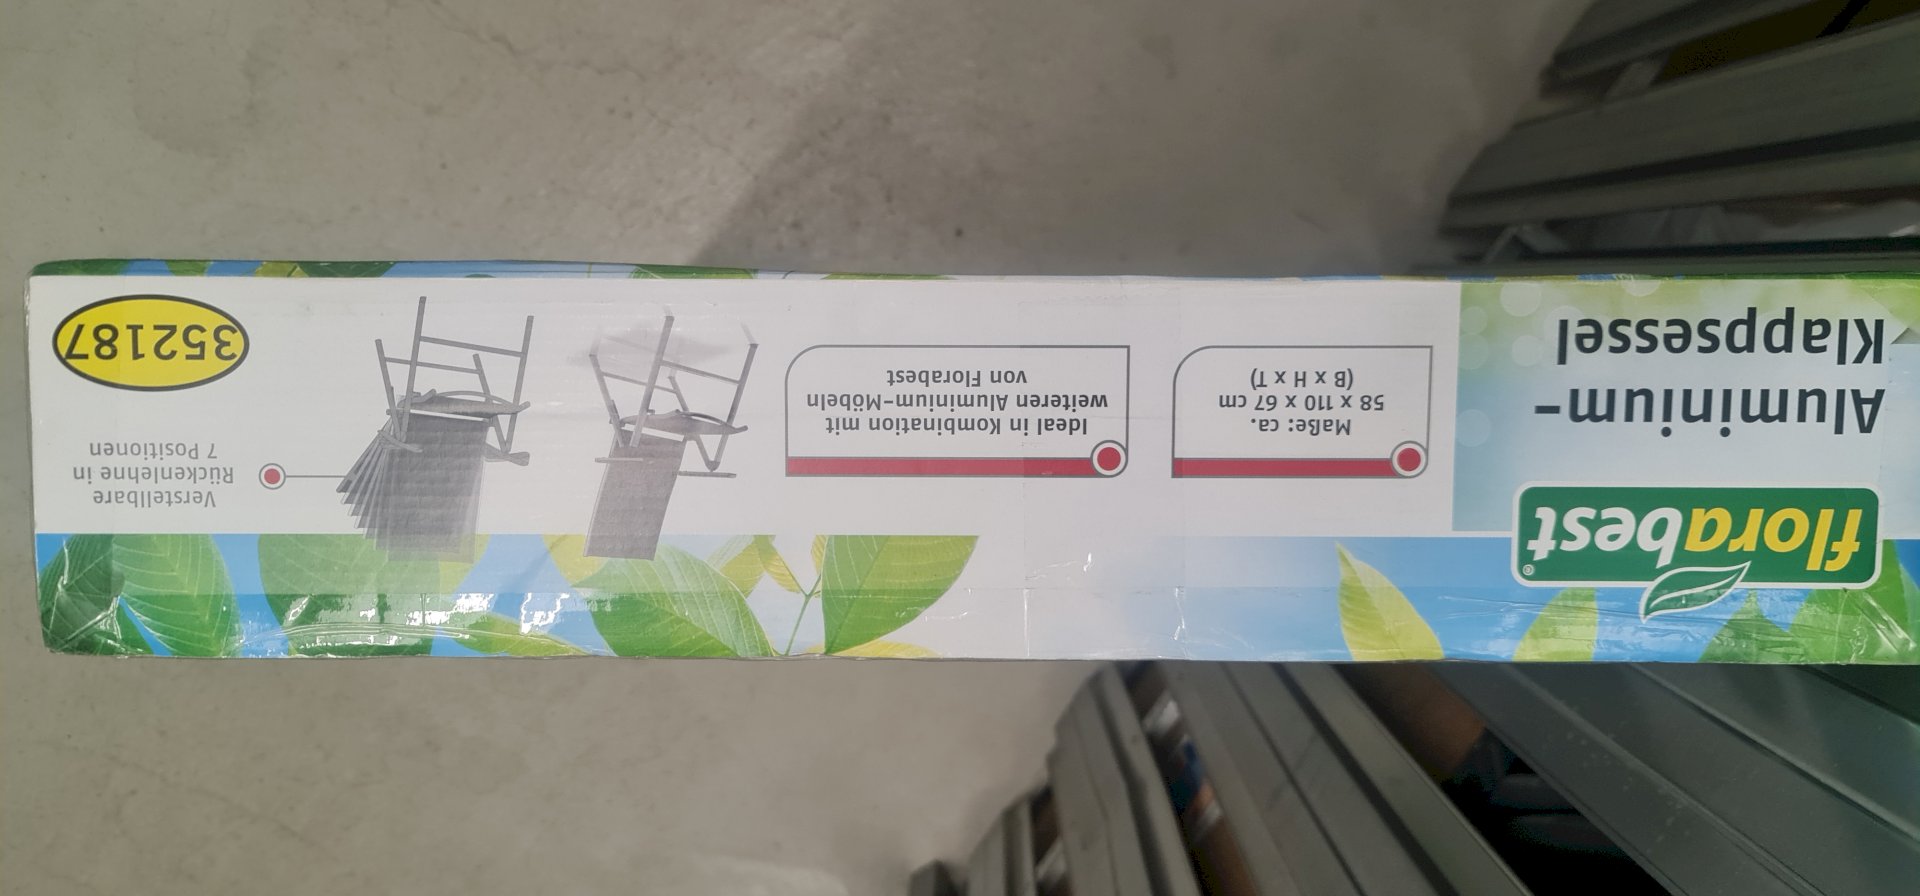 florabest®
Aluminium-
Klappsessel
Maße: ca.
58 x 110 x 67 cm
(B x H x T)
Ideal in Kombination mit
weiteren Aluminium-Möbeln
von Florabest
Verstellbare
Rückenlehne in
7 Positionen
352187